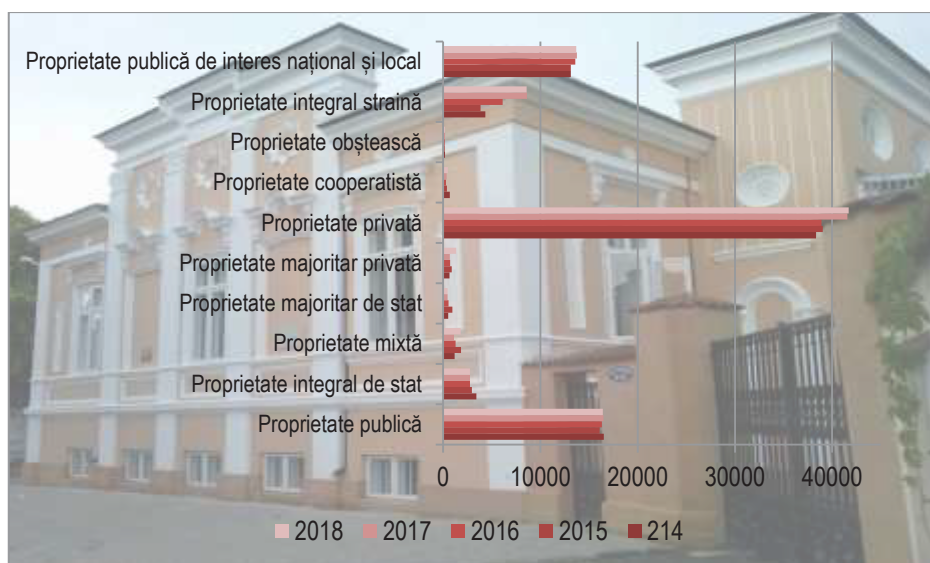 Proprietate publică de interes național și local
Proprietate integral straină
Proprietate obștească
Proprietate cooperatistă
Proprietate privată
Proprietate majoritar privată
Proprietate majoritar de stat
Proprietate mixtă
Proprietate integral de stat
Proprietate publică
0 10000 20000 30000 40000
2018 2017 2016 2015 214